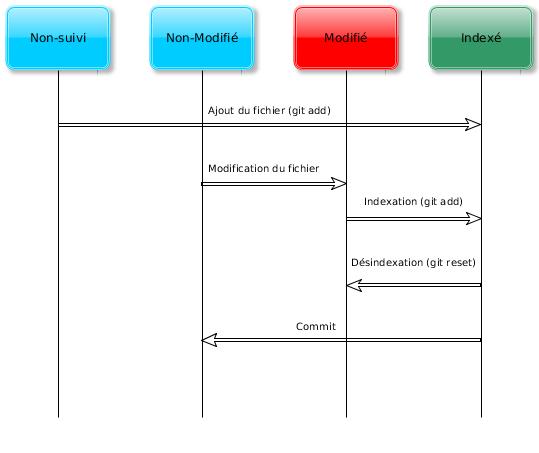 Non-suivi
Non-Modifié
Modifié
Indexé
Ajout du fichier (git add)
Modification du fichier
Indexation (git add)
Désindexation (git reset)
Commit